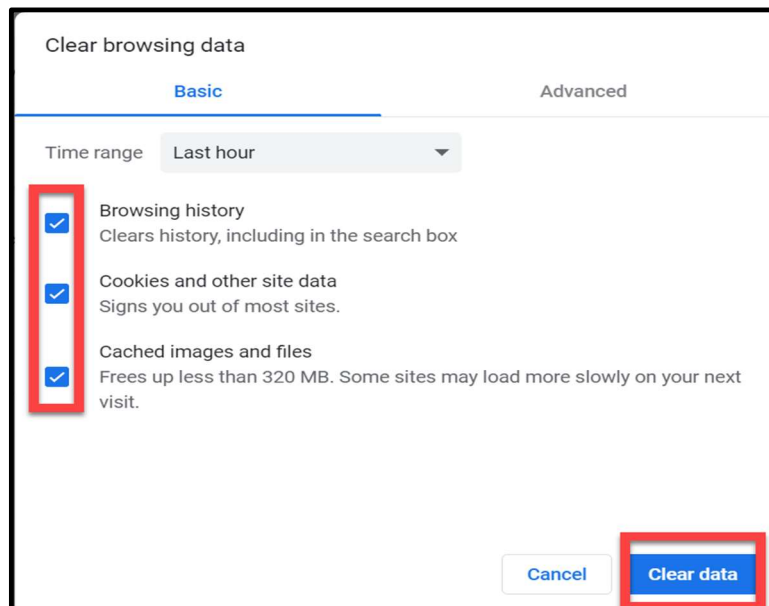 Clear browsing data
Basic
Advanced
Time range
Last hour
Browsing history
Clears history, including in the search box
Cookies and other site data
Signs you out of most sites.
Cached images and files
Frees up less than 320 MB. Some sites may load more slowly on your next
visit.
Cancel
Clear data